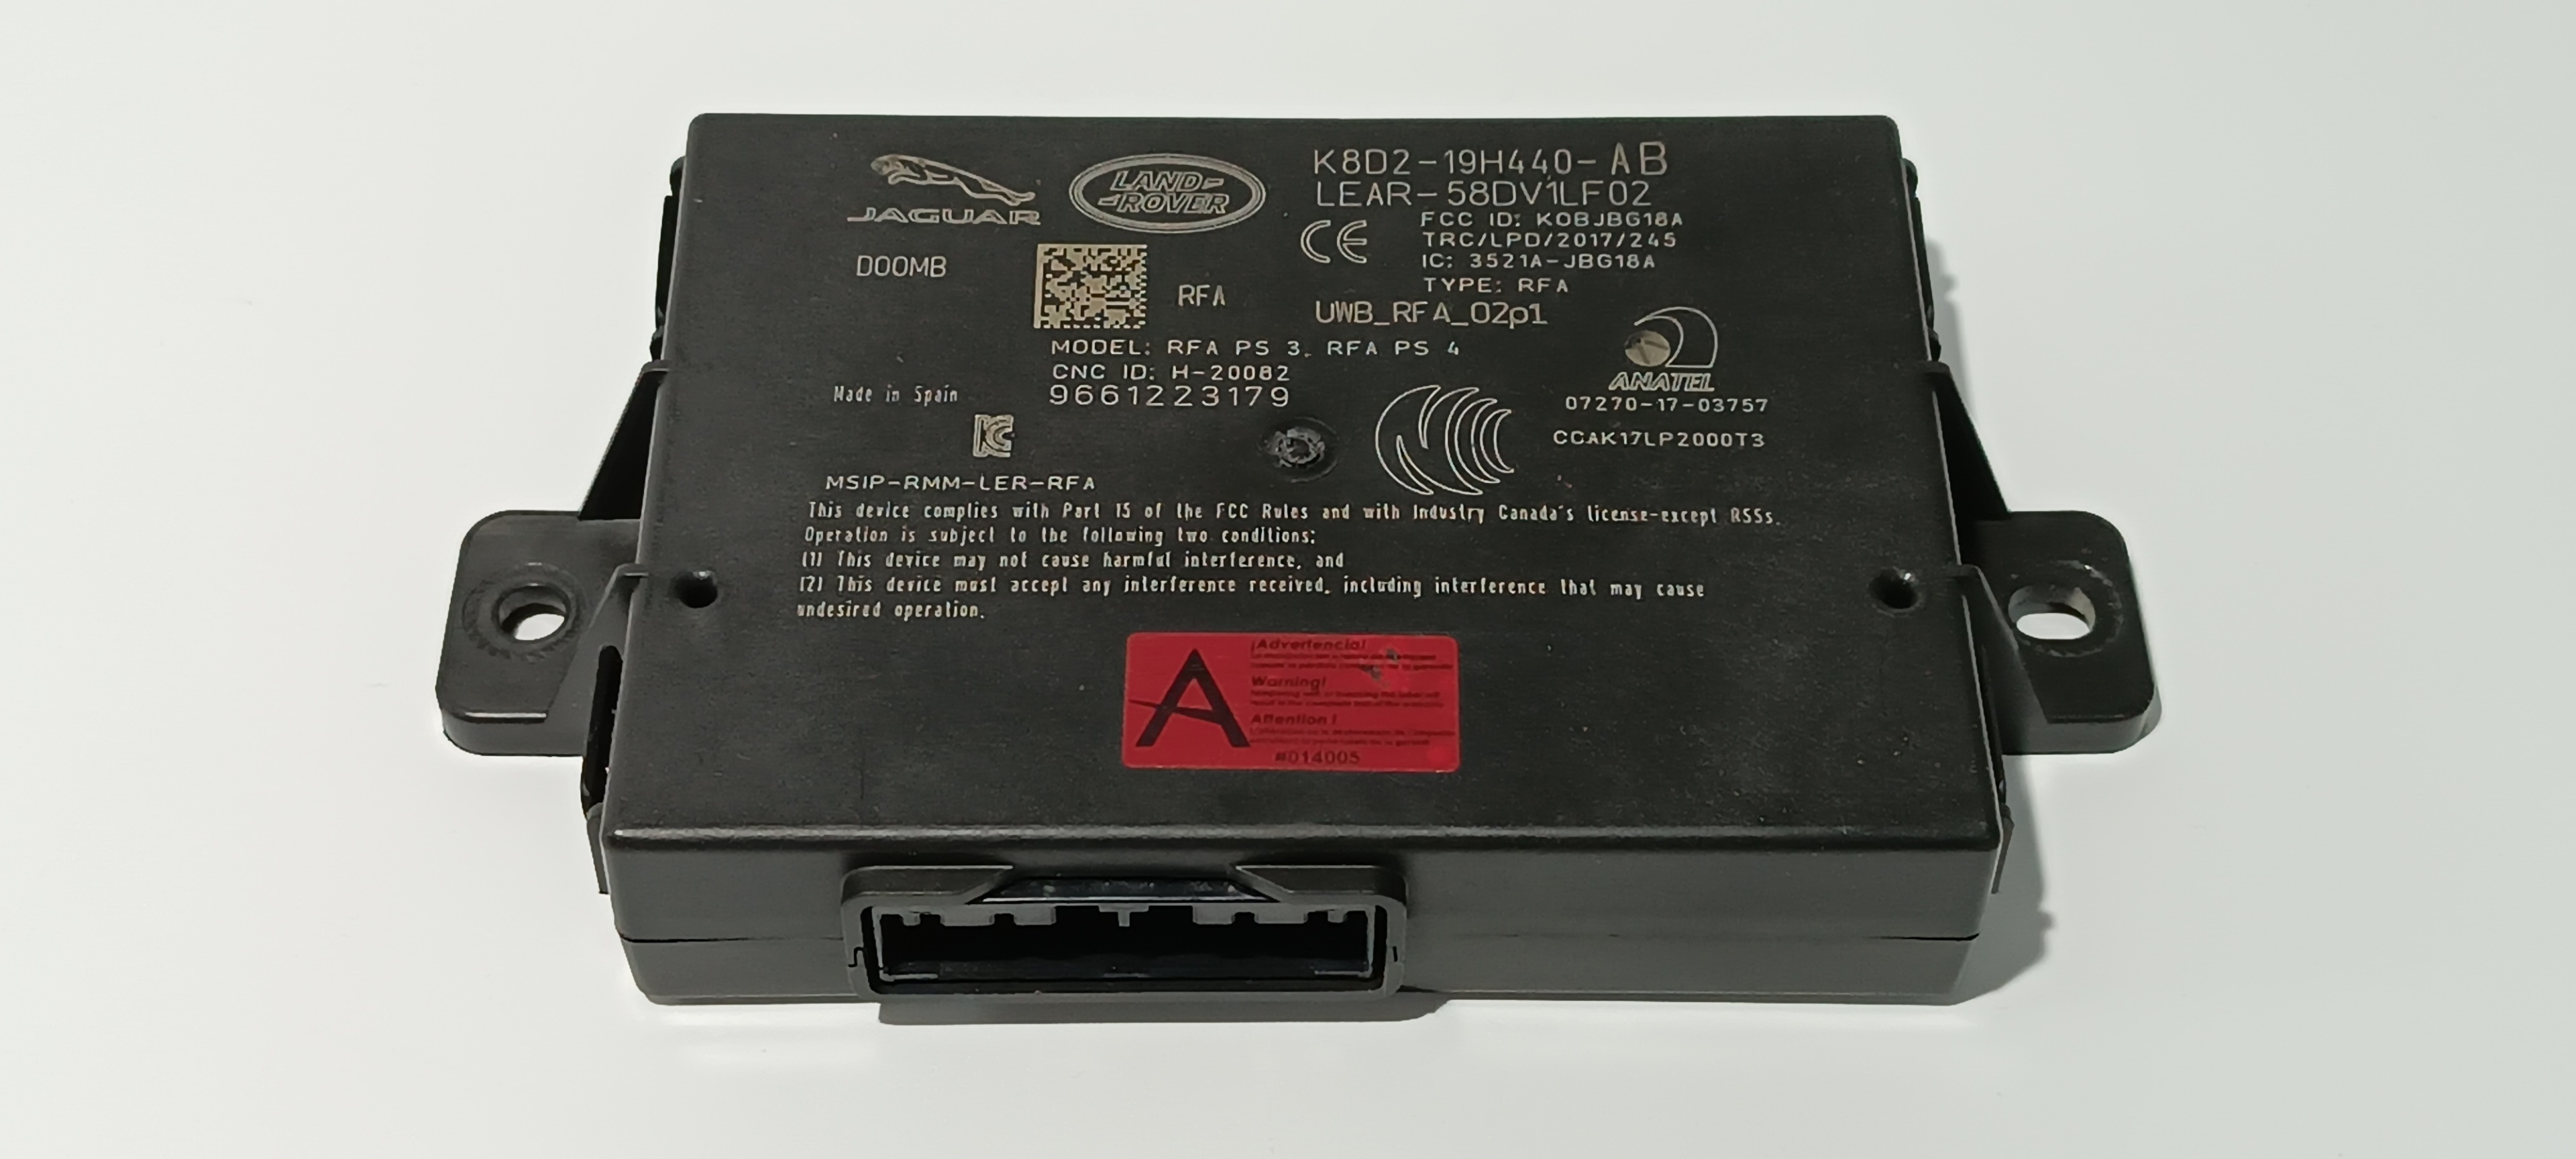 JAGUAR
LAND-
-ROVER
K8D2-19H440-AB
LEAR-58DV1LF02
CE
FCC ID: KOBJBG18A
TRC/LPD/2017/245
IC: 3521A-JBG18A
TYPE: RFA
DOOMB
RFA
UWB_RFA_02p1
MODEL: RFA PS 3, RFA PS 4
CNC ID: H-20082
9661223179
Made in Spain
ANATEL
07270-17-03757
CCAK17LP2000T3
MSIP-RMM-LER-RFA
This device complies with Part 15 of the FCC Rules and with Industry Canada's license-except RSSs.
Operation is subject to the following two conditions:
(1) This device may not cause harmful interference, and
(2) This device must accept any interference received, including interference that may cause
undesired operation.
A
¡Advertencia!
Warning!
Attention !
#014005